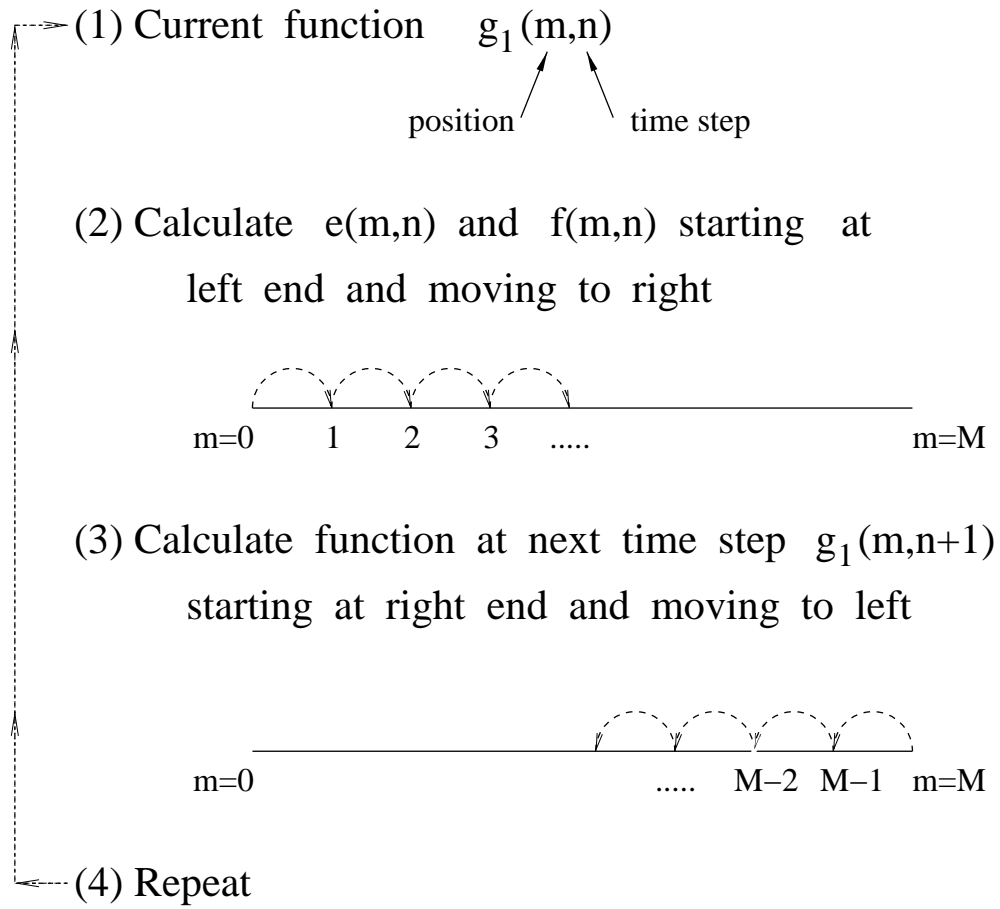 (1) Current function g₁(m,n)
position time step
(2) Calculate e(m,n) and f(m,n) starting at
left end and moving to right
m=0 1 2 3 ..... m=M
(3) Calculate function at next time step g₁(m,n+1)
starting at right end and moving to left
m=0 ..... M−2 M−1 m=M
(4) Repeat